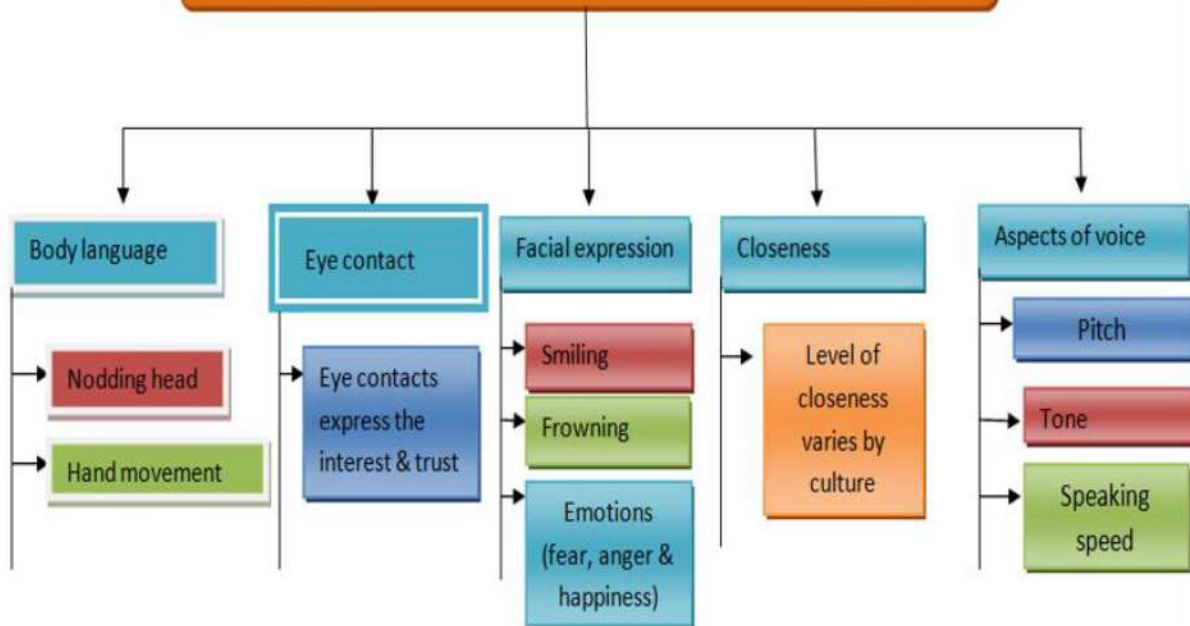 Body language
Nodding head
Hand movement
Eye contact
Eye contacts
express the
interest & trust
Facial expression
Smiling
Frowning
Emotions
(fear, anger &
happiness)
Closeness
Level of
closeness
varies by
culture
Aspects of voice
Pitch
Tone
Speaking
speed